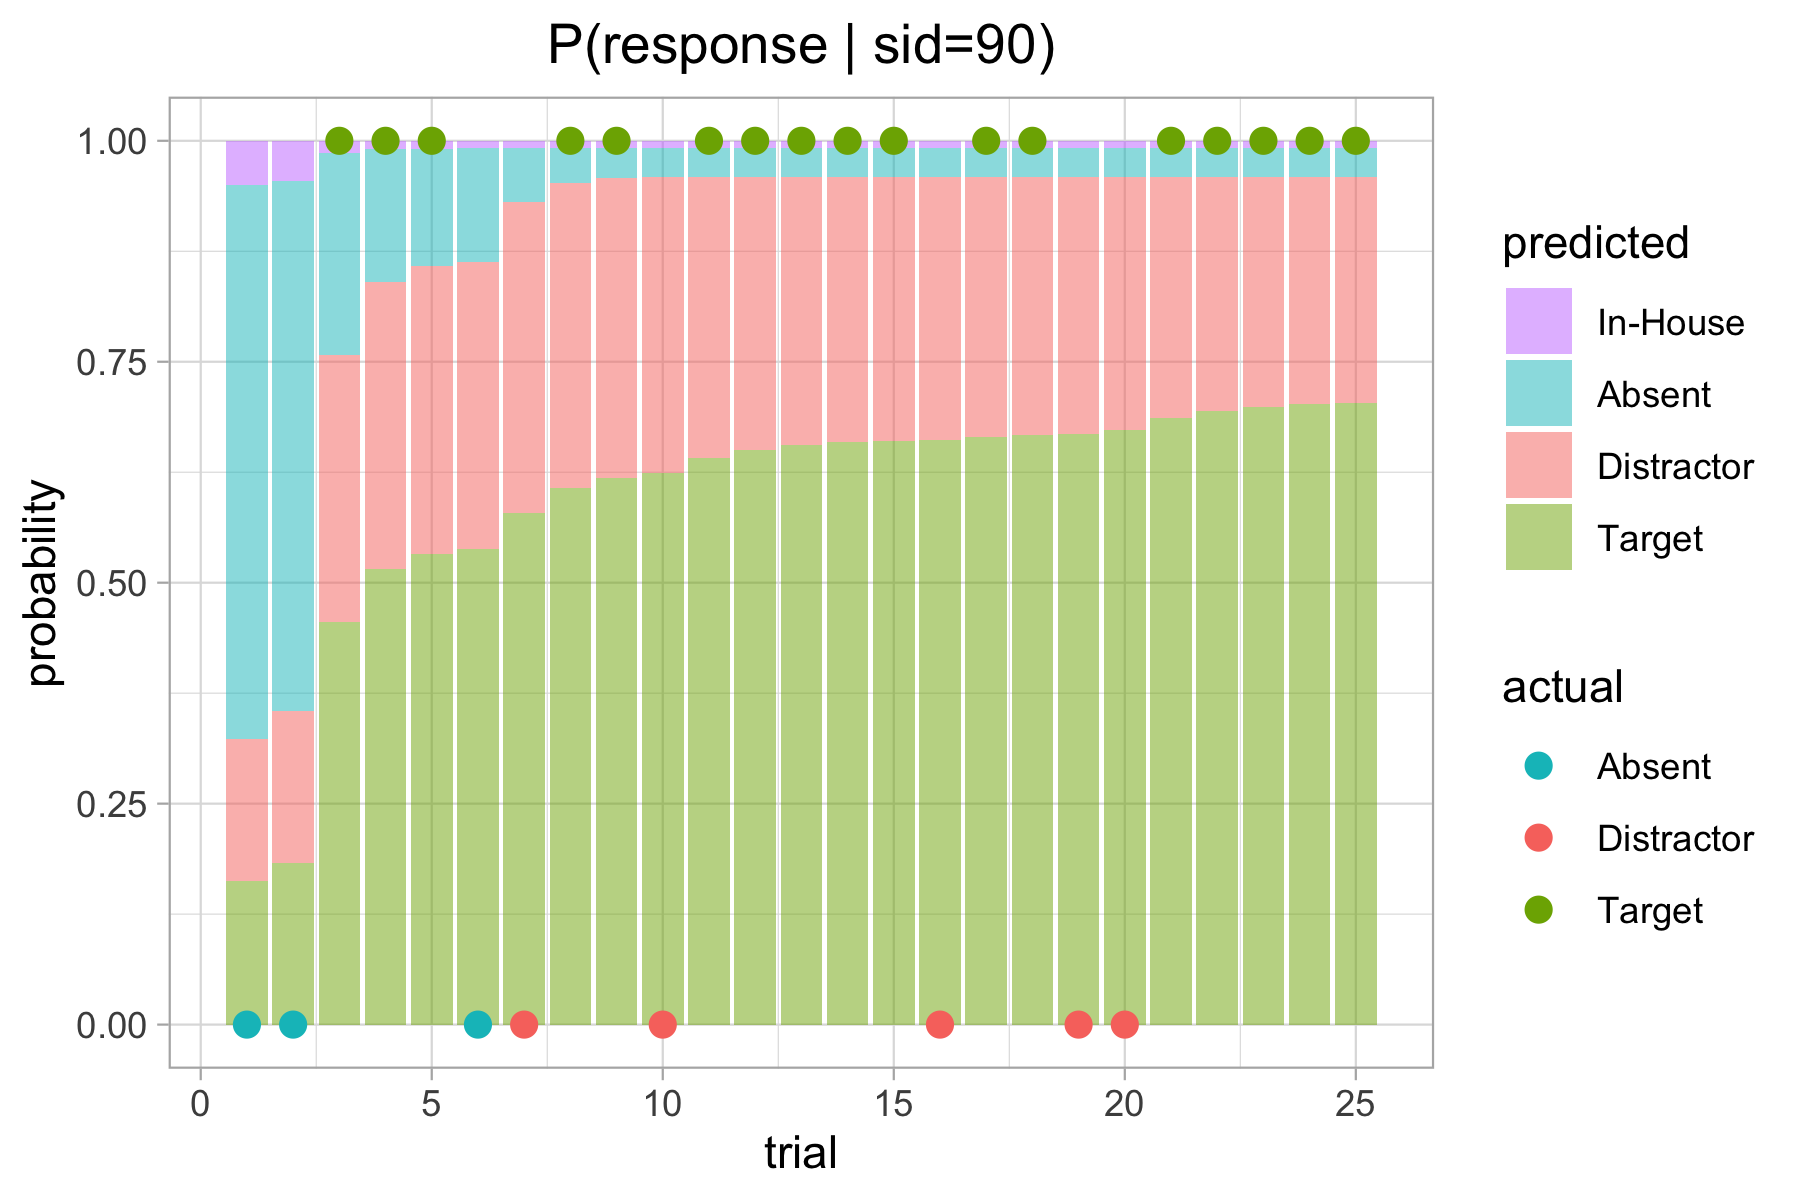 P(response | sid=90)
probability
1.00
0.75
0.50
0.25
0.00
0 5 10 15 20 25
trial
predicted
In-House
Absent
Distractor
Target
actual
Absent
Distractor
Target